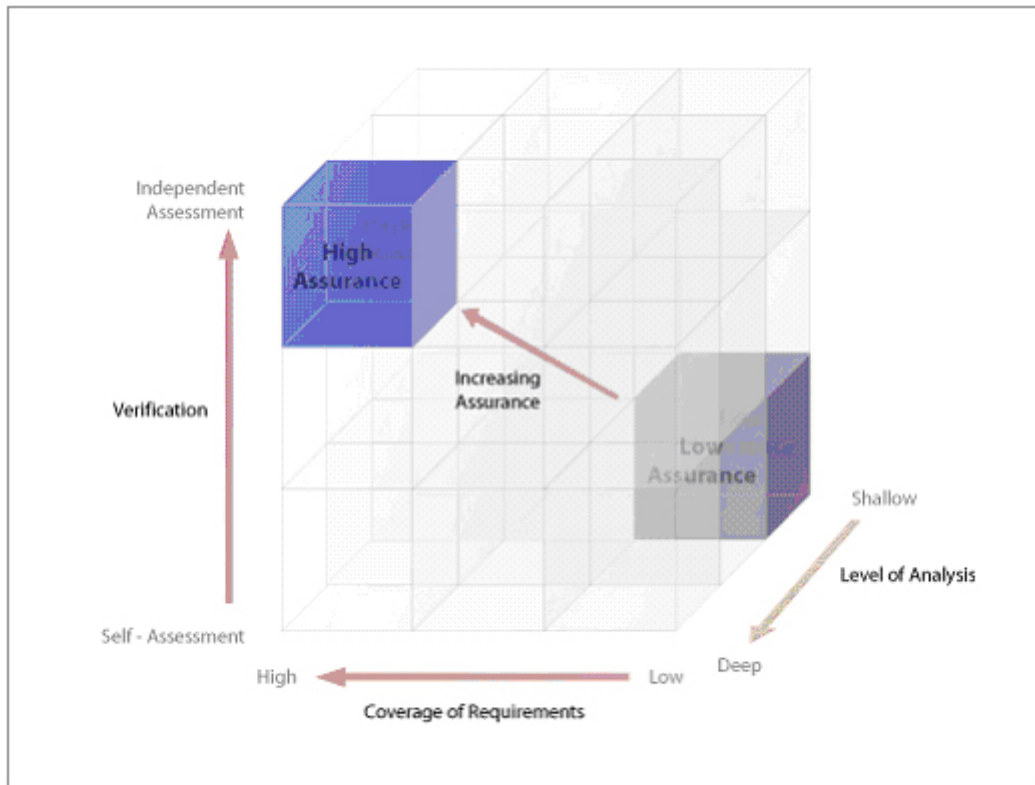 Independent
Assessment
High
Assurance
Increasing
Assurance
Verification
Low
Assurance
Shallow
Level of Analysis
Self - Assessment
Deep
High
Low
Coverage of Requirements